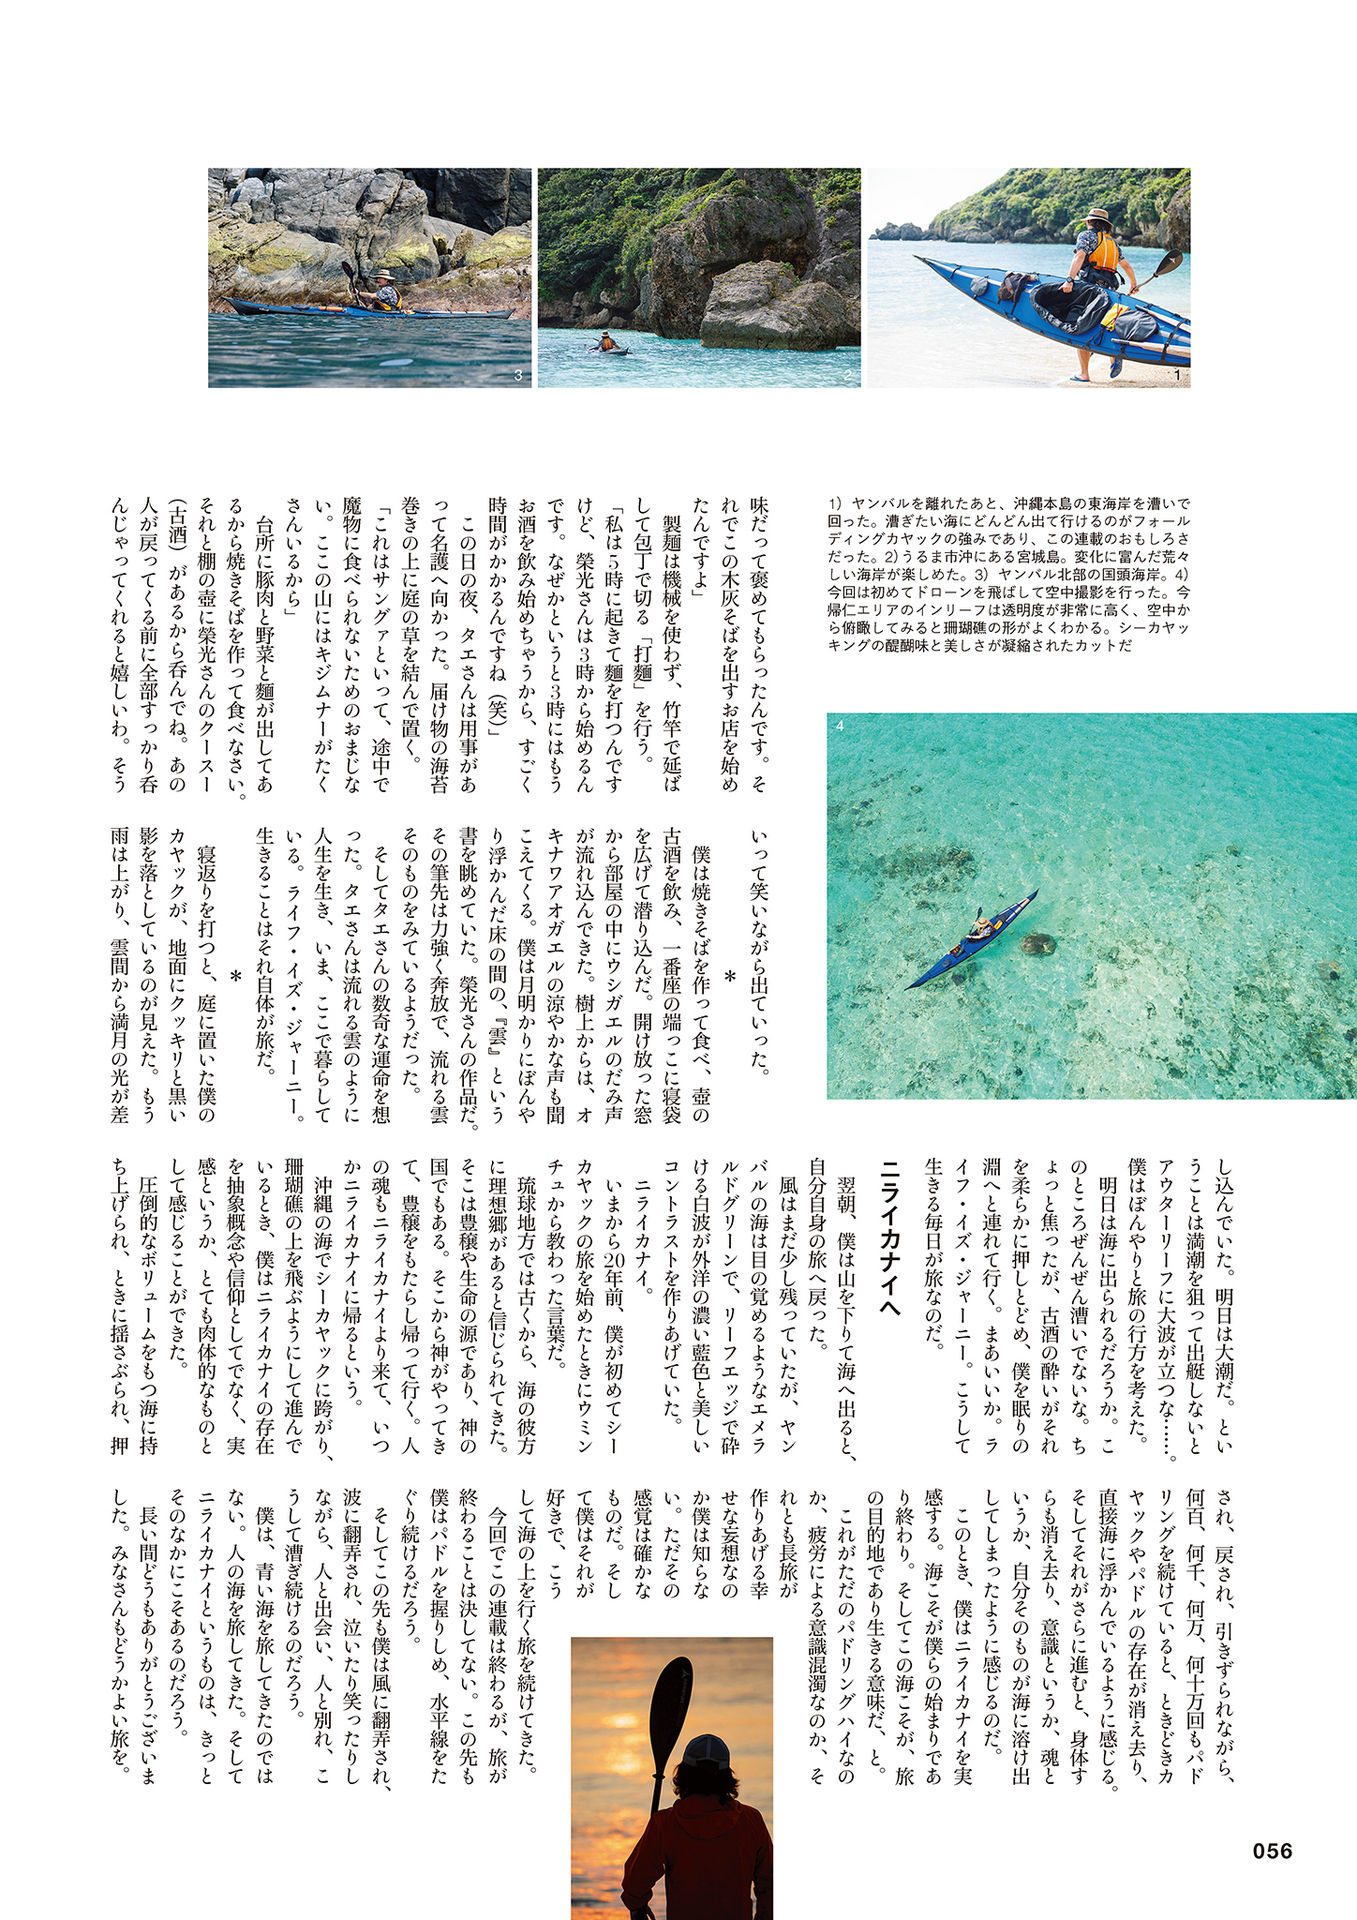 3
2
1
1）ヤンバルを離れたあと、沖縄本島の東海岸を漕いで
回った。漕ぎたい海にどんどん出て行けるのがフォール
ディングカヤックの強みであり、この連載のおもしろさ
だった。2）うるま市沖にある宮城島。変化に富んだ荒々
しい海岸が楽しめた。3）ヤンバル北部の国頭海岸。4）
今回は初めてドローンを飛ばして空中撮影を行った。今
帰仁エリアのインリーフは透明度が非常に高く、空中か
ら俯瞰してみると珊瑚礁の形がよくわかる。シーカヤッ
キングの醍醐味と美しさが凝縮されたカットだ
4
味だって褒めてもらったんです。そ
れでこの木灰そばを出すお店を始め
たんですよ」
製麺は機械を使わず、竹竿で延ば
して包丁で切る「打麺」を行う。
「私は5時に起きて麺を打つんです
けど、榮光さんは3時から始めるん
です。なぜかというと3時にはもう
お酒を飲み始めちゃうから、すごく
時間がかかるんですね（笑）」
この日の夜、タエさんは用事があ
って名護へ向かった。届け物の海苔
巻きの上に庭の草を結んで置く。
「これはサングァといって、途中で
魔物に食べられないためのおまじな
い。ここの山にはキジムナーがたく
さんいるから」
台所に豚肉と野菜と麺が出してあ
るから焼きそばを作って食べなさい。
それと棚の壺に榮光さんのクースー
（古酒）があるから呑んでね。あの
人が戻ってくる前に全部すっかり呑
んじゃってくれると嬉しいわ。そう
いって笑いながら出ていった。
＊
僕は焼きそばを作って食べ、壺の
古酒を飲み、一番座の端っこに寝袋
を広げて潜り込んだ。開け放った窓
から部屋の中にウシガエルのだみ声
が流れ込んできた。樹上からは、オ
キナワアオガエルの涼やかな声も聞
こえてくる。僕は月明かりにぼんや
り浮かんだ床の間の、『雲』という
書を眺めていた。榮光さんの作品だ。
その筆先は力強く奔放で、流れる雲
そのものをみているようだった。
そしてタエさんの数奇な運命を想
った。タエさんは流れる雲のように
人生を生き、いま、ここで暮らして
いる。ライフ・イズ・ジャーニー。
生きることはそれ自体が旅だ。
＊
寝返りを打つと、庭に置いた僕の
カヤックが、地面にクッキリと黒い
影を落としているのが見えた。もう
雨は上がり、雲間から満月の光が差
し込んでいた。明日は大潮だ。とい
うことは満潮を狙って出艇しないと
アウターリーフに大波が立つな……。
僕はぼんやりと旅の行方を考えた。
明日は海に出られるだろうか。こ
のところぜんぜん漕いでないな。ち
ょっと焦ったが、古酒の酔いがそれ
を柔らかに押しとどめ、僕を眠りの
淵へと連れて行く。まあいいか。ラ
イフ・イズ・ジャーニー。こうして
生きる毎日が旅なのだ。
ニライカナイへ
翌朝、僕は山を下りて海へ出ると、
自分自身の旅へ戻った。
風はまだ少し残っていたが、ヤン
バルの海は目の覚めるようなエメラ
ルドグリーンで、リーフエッジで砕
ける白波が外洋の濃い藍色と美しい
コントラストを作りあげていた。
ニライカナイ。
いまから20年前、僕が初めてシー
カヤックの旅を始めたときにウミン
チュから教わった言葉だ。
琉球地方では古くから、海の彼方
に理想郷があると信じられてきた。
そこは豊穣や生命の源であり、神の
国でもある。そこから神がやってき
て、豊穣をもたらし帰って行く。人
の魂もニライカナイより来て、いつ
かニライカナイに帰るという。
沖縄の海でシーカヤックに跨がり、
珊瑚礁の上を飛ぶようにして進んで
いるとき、僕はニライカナイの存在
を抽象概念や信仰としてでなく、実
感というか、とても肉体的なものと
して感じることができた。
圧倒的なボリュームをもつ海に持
ち上げられ、ときに揺さぶられ、押
され、戻され、引きずられながら、
何百、何千、何万、何十万回もパド
リングを続けていると、ときどきカ
ヤックやパドルの存在が消え去り、
直接海に浮かんでいるように感じる。
そしてそれがさらに進むと、身体す
らも消え去り、意識というか、魂と
いうか、自分そのものが海に溶け出
してしまったように感じるのだ。
このとき、僕はニライカナイを実
感する。海こそが僕らの始まりであ
り終わり。そしてこの海こそが、旅
の目的地であり生きる意味だ、と。
これがただのパドリングハイなの
か、疲労による意識混濁なのか、そ
れとも長旅が
作りあげる幸
せな妄想なの
か僕は知らな
い。ただその
感覚は確かな
ものだ。そし
て僕はそれが
好きで、こう
して海の上を行く旅を続けてきた。
今回でこの連載は終わるが、旅が
終わることは決してない。この先も
僕はパドルを握りしめ、水平線をた
ぐり続けるだろう。
そしてこの先も僕は風に翻弄され、
波に翻弄され、泣いたり笑ったりし
ながら、人と出会い、人と別れ、こ
うして漕ぎ続けるのだろう。
僕は、青い海を旅してきたのでは
ない。人の海を旅してきた。そして
ニライカナイというものは、きっと
そのなかにこそあるのだろう。
長い間どうもありがとうございま
した。みなさんもどうかよい旅を。
056